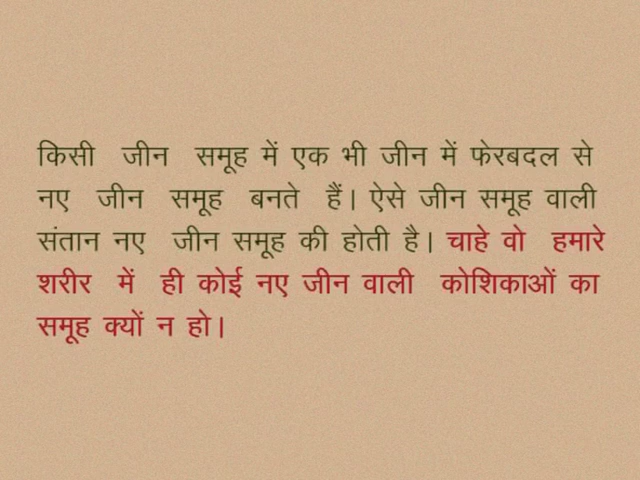 किसी जीन समूह में एक भी जीन में फेरबदल से
नए जीन समूह बनते हैं। ऐसे जीन समूह वाली
संतान नए जीन समूह की होती है। चाहे वो हमारे
शरीर में ही कोई नए जीन वाली कोशिकाओं का
समूह क्यों न हो।